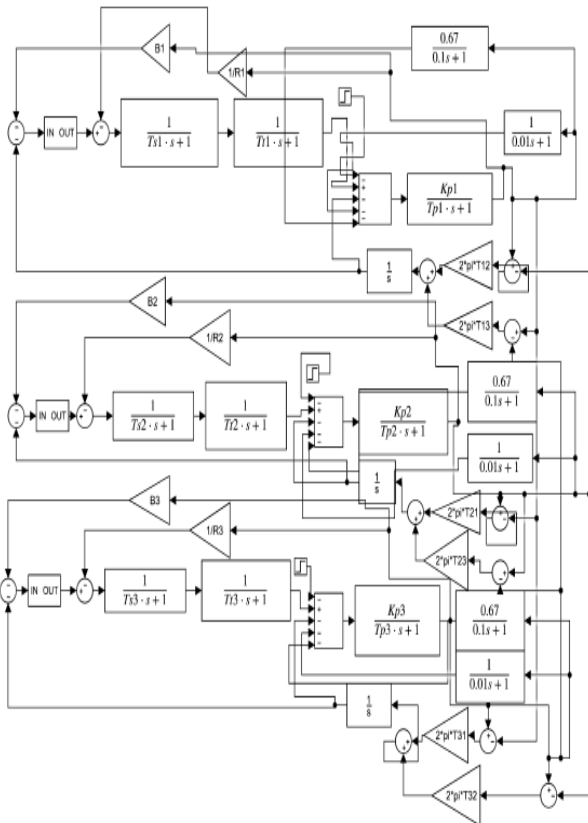 B1
0.67
0.1s + 1
1/R1
IN OUT
1
Ts1 · s + 1
1
Tt1 · s + 1
1
0.01s + 1
Kp1
Tp1 · s + 1
1
s
2*pi*T12
2*pi*T13
B2
1/R2
IN OUT
1
Ts2 · s + 1
1
Tt2 · s + 1
Kp2
Tp2 · s + 1
0.67
0.1s + 1
1
0.01s + 1
1
s
2*pi*T21
2*pi*T23
B3
1/R3
IN OUT
1
Ts3 · s + 1
1
Tt3 · s + 1
Kp3
Tp3 · s + 1
0.67
0.1s + 1
1
0.01s + 1
1
s
2*pi*T31
2*pi*T32